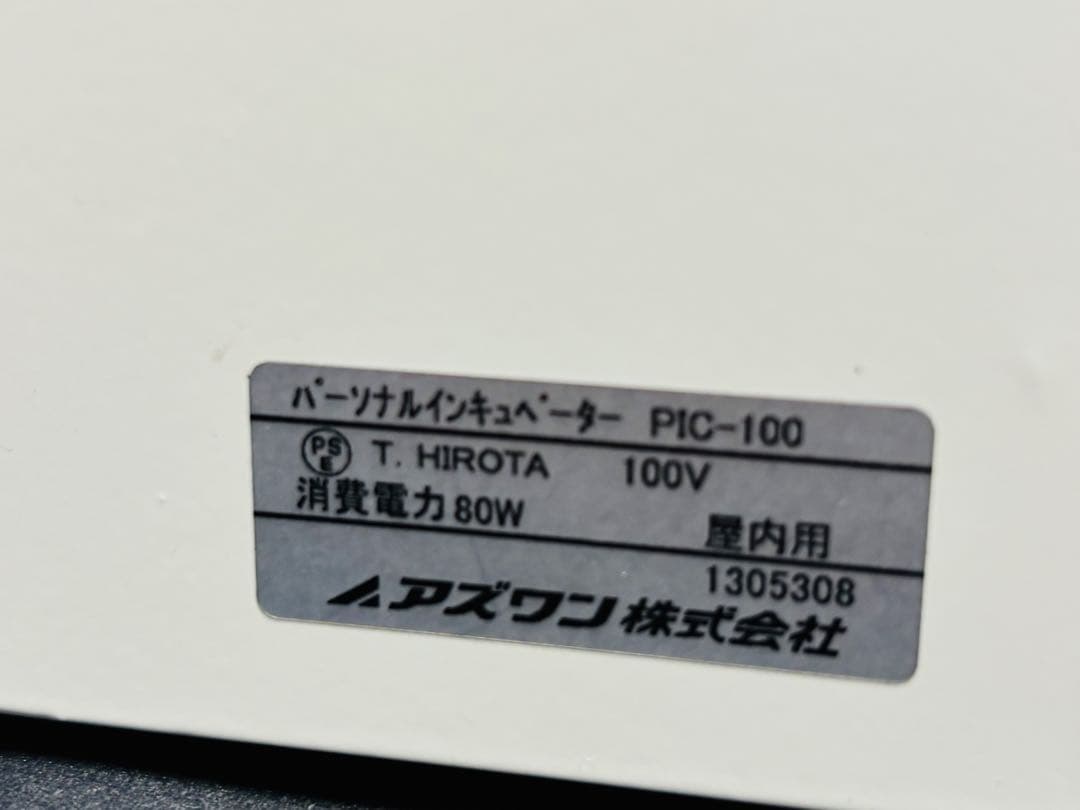 パーソナルインキュベーター PIC-100
PSE T. HIROTA 100V
消費電力 80W 屋内用
1305308
アズワン株式会社